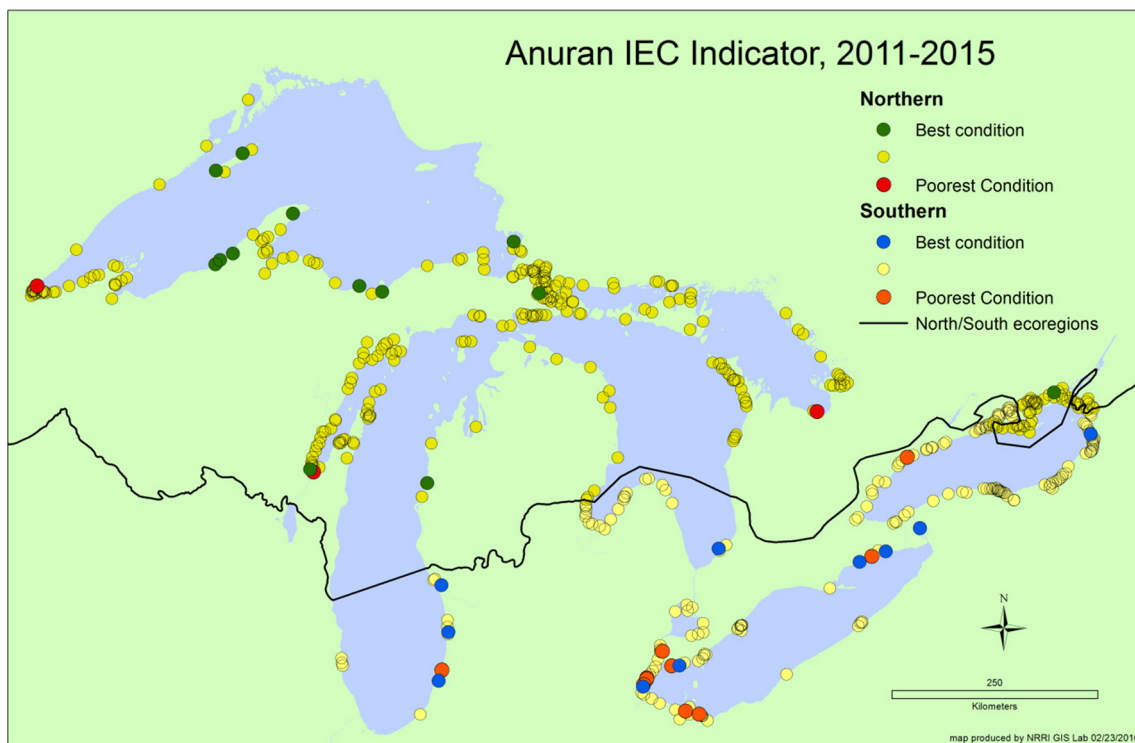 Anuran IEC Indicator, 2011-2015
Northern
Best condition
Poorest Condition
Southern
Best condition
Poorest Condition
North/South ecoregions
N
250
Kilometers
map produced by NRRI GIS Lab 02/23/2016